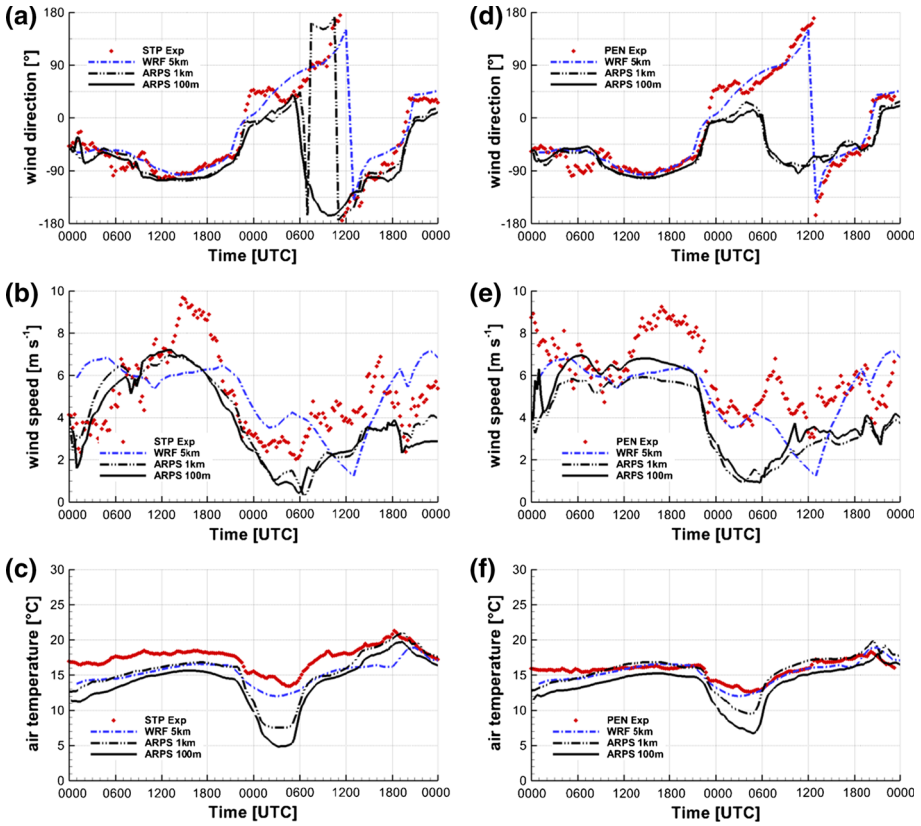 (a)
180
90
0
-90
-180
wind direction [°]
STP Exp
WRF 5km
ARPS 1km
ARPS 100m
0000 0600 1200 1800 0000 0600 1200 1800 0000
Time [UTC]
(d)
180
90
0
-90
-180
wind direction [°]
PEN Exp
WRF 5km
ARPS 1km
ARPS 100m
0000 0600 1200 1800 0000 0600 1200 1800 0000
Time [UTC]
(b)
10
8
6
4
2
0
wind speed [m s-1]
STP Exp
WRF 5km
ARPS 1km
ARPS 100m
0000 0600 1200 1800 0000 0600 1200 1800 0000
Time [UTC]
(e)
10
8
6
4
2
0
wind speed [m s-1]
PEN Exp
WRF 5km
ARPS 1km
ARPS 100m
0000 0600 1200 1800 0000 0600 1200 1800 0000
Time [UTC]
(c)
30
25
20
15
10
5
0
air temperature [°C]
STP Exp
WRF 5km
ARPS 1km
ARPS 100m
0000 0600 1200 1800 0000 0600 1200 1800 0000
Time [UTC]
(f)
30
25
20
15
10
5
0
air temperature [°C]
PEN Exp
WRF 5km
ARPS 1km
ARPS 100m
0000 0600 1200 1800 0000 0600 1200 1800 0000
Time [UTC]